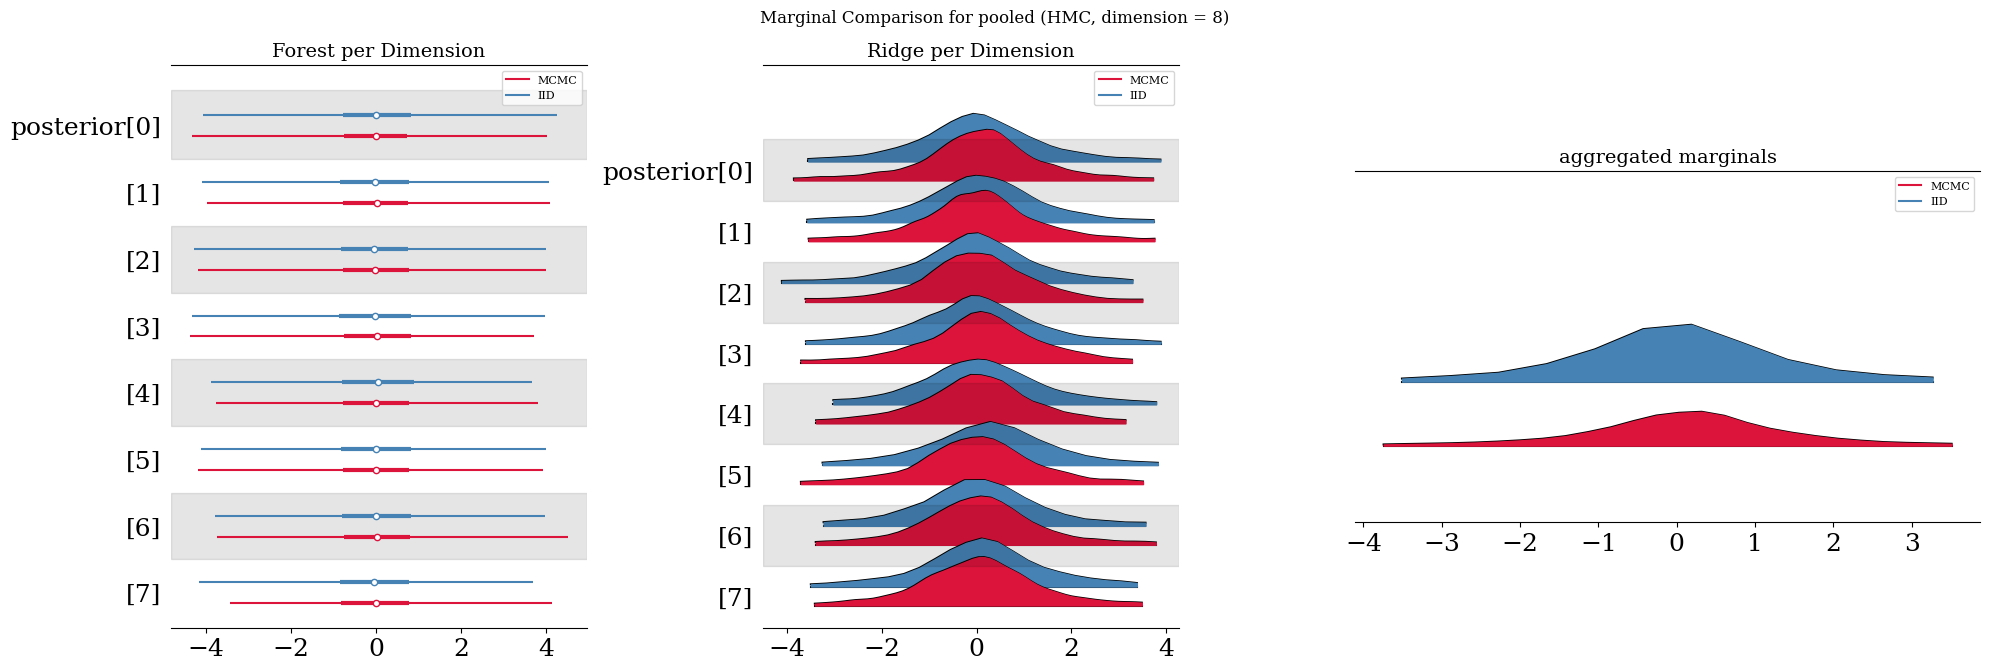 Marginal Comparison for pooled (HMC, dimension = 8)
Forest per Dimension
MCMC
IID
posterior[0]
[1]
[2]
[3]
[4]
[5]
[6]
[7]
−4 −2 0 2 4
Ridge per Dimension
MCMC
IID
posterior[0]
[1]
[2]
[3]
[4]
[5]
[6]
[7]
−4 −2 0 2 4
aggregated marginals
MCMC
IID
−4 −3 −2 −1 0 1 2 3